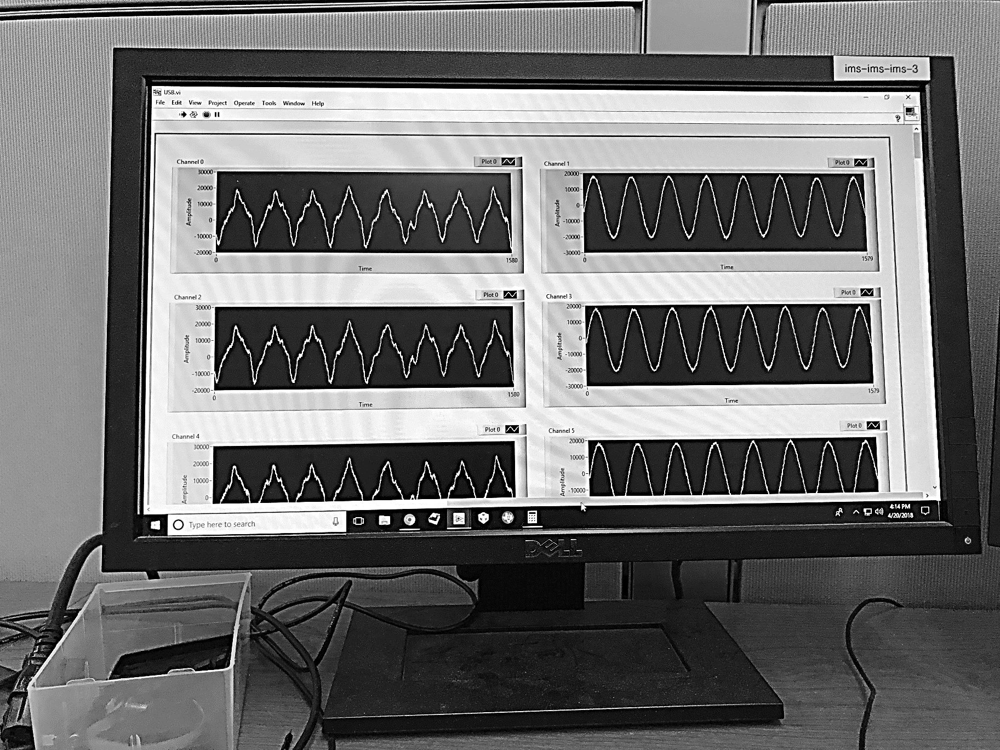 ims-ims-ims-3
USB.vi
File Edit View Project Operate Tools Window Help
Channel 0
Plot 0
30000
20000
10000
0
-10000
-20000
Amplitude
0
1580
Time
Channel 1
Plot 0
20000
10000
0
-10000
-20000
-30000
Amplitude
0
1579
Time
Channel 2
Plot 0
30000
20000
10000
0
-10000
-20000
Amplitude
0
1580
Time
Channel 3
Plot 0
20000
10000
0
-10000
-20000
-30000
Amplitude
0
1579
Time
Channel 4
Plot 0
30000
20000
10000
0
Amplitude
Channel 5
Plot 0
20000
10000
0
-10000
Amplitude
Type here to search
4:14 PM
4/20/2018
DELL